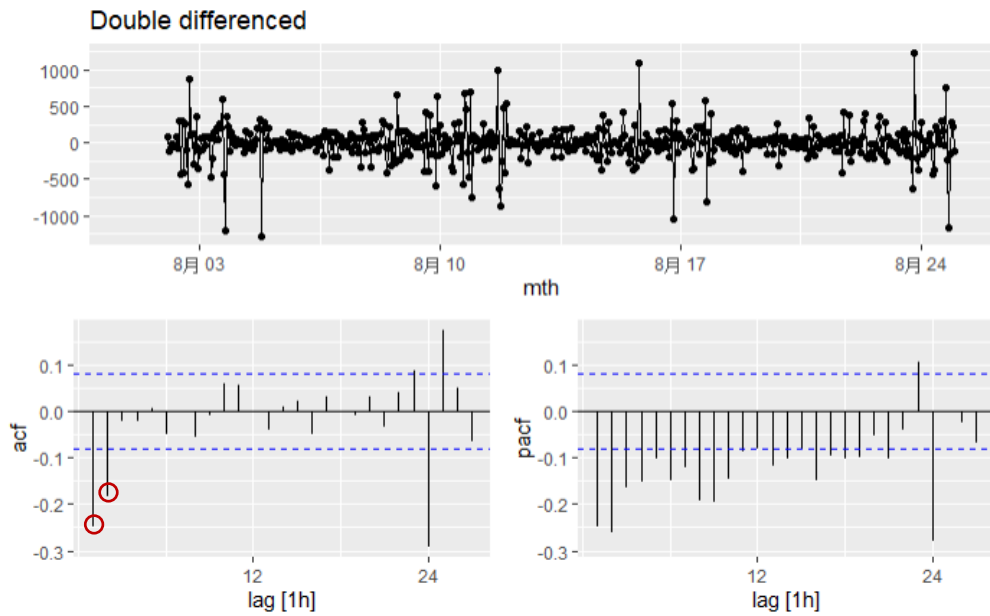 Double differenced
1000
500
0
-500
-1000
8月 03
8月 10
8月 17
8月 24
mth
acf
0.1
0.0
-0.1
-0.2
-0.3
12
24
lag [1h]
pacf
0.1
0.0
-0.1
-0.2
-0.3
12
24
lag [1h]